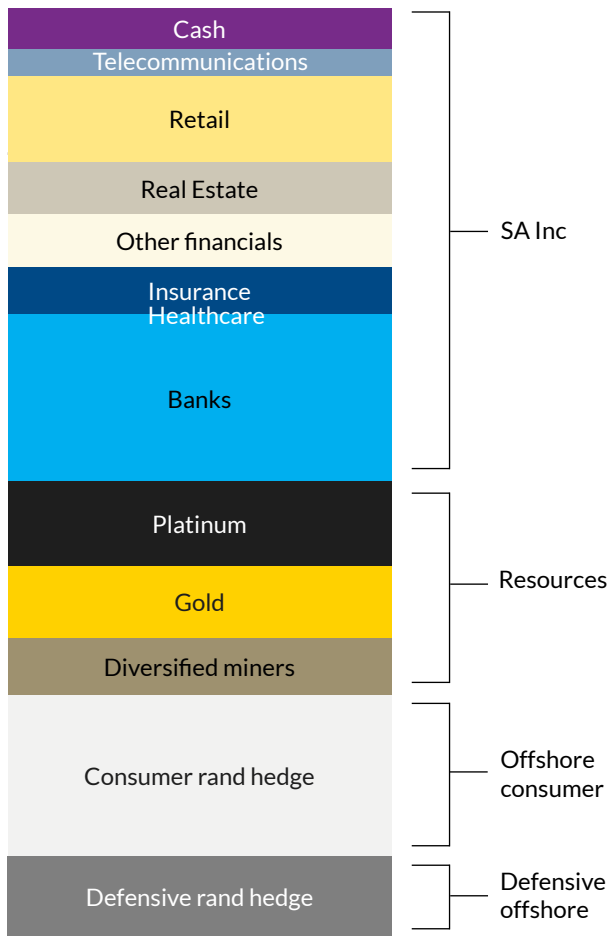 Cash
Telecommunications
Retail
Real Estate
Other financials
Insurance
Healthcare
Banks
Platinum
Gold
Diversified miners
Consumer rand hedge
Defensive rand hedge
SA Inc
Resources
Offshore
consumer
Defensive
offshore